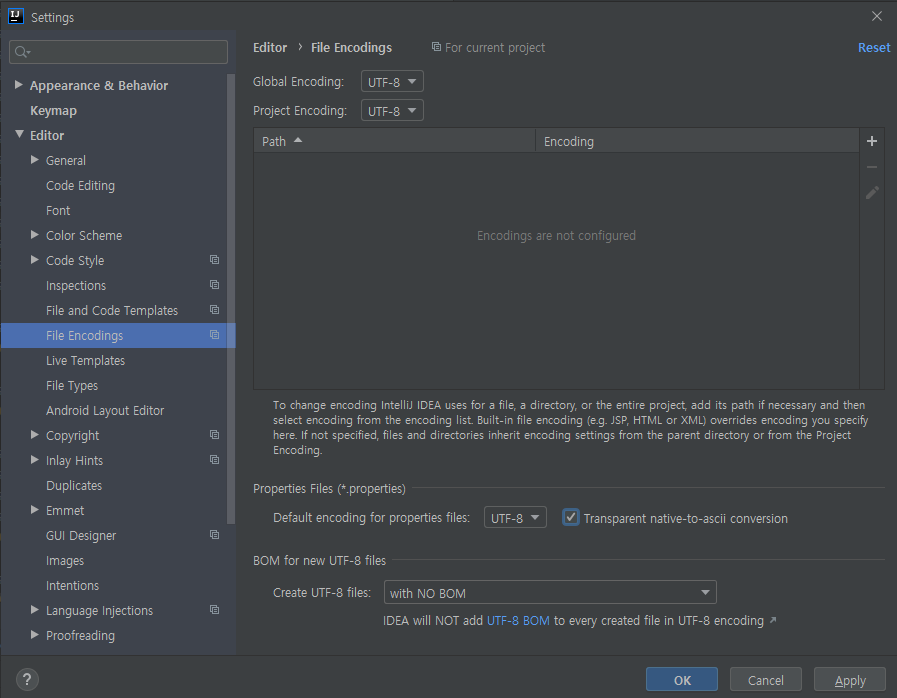 Settings
Appearance & Behavior
Keymap
Editor
General
Code Editing
Font
Color Scheme
Code Style
Inspections
File and Code Templates
File Encodings
Live Templates
File Types
Android Layout Editor
Copyright
Inlay Hints
Duplicates
Emmet
GUI Designer
Images
Intentions
Language Injections
Proofreading
Editor › File Encodings For current project Reset
Global Encoding: UTF-8
Project Encoding: UTF-8
Path Encoding
Encodings are not configured
To change encoding IntelliJ IDEA uses for a file, a directory, or the entire project, add its path if necessary and then
select encoding from the encoding list. Built-in file encoding (e.g. JSP, HTML or XML) overrides encoding you specify
here. If not specified, files and directories inherit encoding settings from the parent directory or from the Project
Encoding.
Properties Files (*.properties)
Default encoding for properties files: UTF-8 Transparent native-to-ascii conversion
BOM for new UTF-8 files
Create UTF-8 files: with NO BOM
IDEA will NOT add UTF-8 BOM to every created file in UTF-8 encoding ↗
? OK Cancel Apply